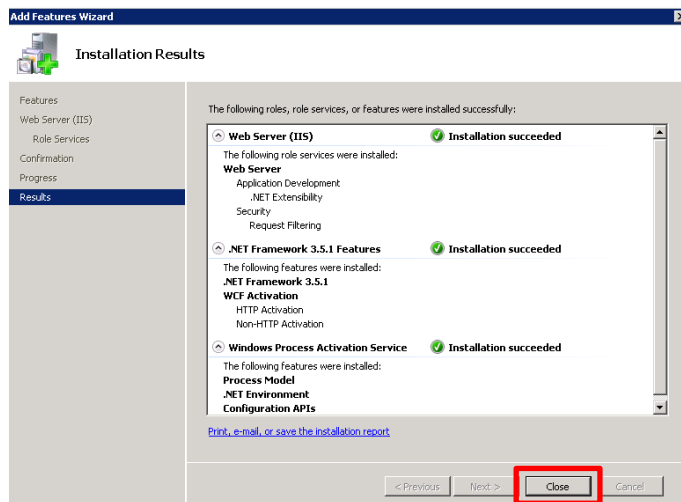 Add Features Wizard
Installation Results
Features
Web Server (IIS)
Role Services
Confirmation
Progress
Results
The following roles, role services, or features were installed successfully:
Web Server (IIS) Installation succeeded
The following role services were installed:
Web Server
Application Development
.NET Extensibility
Security
Request Filtering
.NET Framework 3.5.1 Features Installation succeeded
The following features were installed:
.NET Framework 3.5.1
WCF Activation
HTTP Activation
Non-HTTP Activation
Windows Process Activation Service Installation succeeded
The following features were installed:
Process Model
.NET Environment
Configuration APIs
Print, e-mail, or save the installation report
< Previous Next > Close Cancel